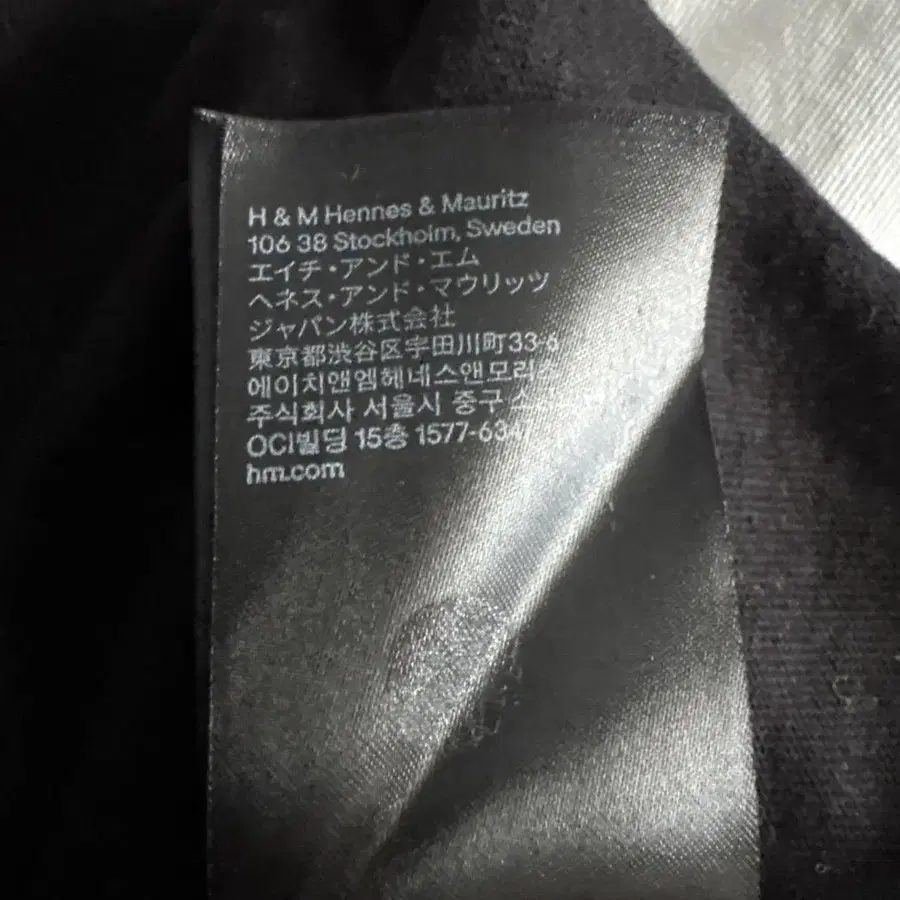 H & M Hennes & Mauritz
106 38 Stockholm, Sweden
エイチ・アンド・エム
ヘネス・アンド・マウリッツ
ジャパン株式会社
東京都渋谷区宇田川町33-6
에이치앤엠헤네스앤모리츠
주식회사 서울시 중구
OCI빌딩 15층 1577-6347
hm.com